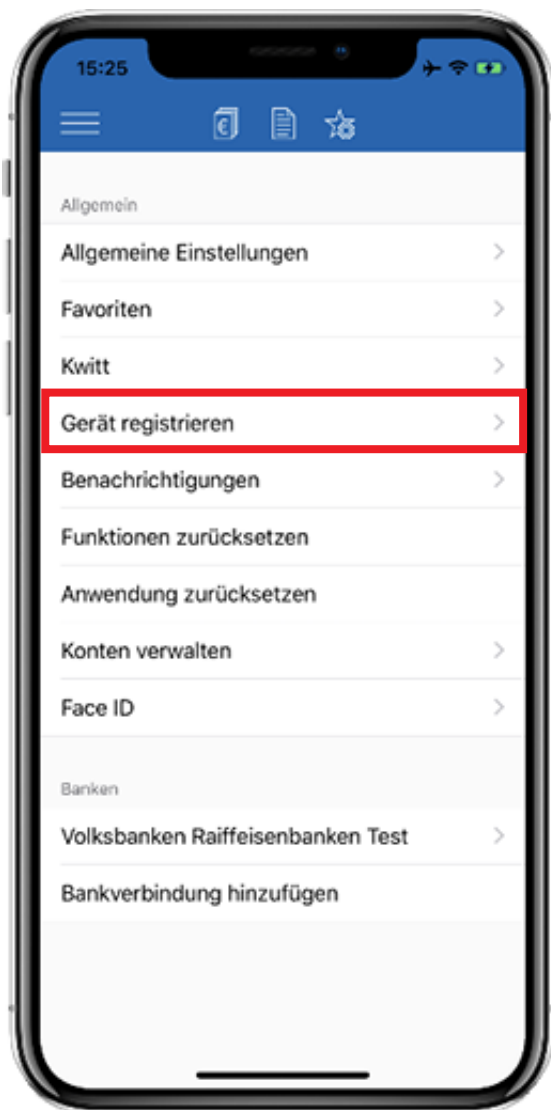 15:25
€
Allgemein
Allgemeine Einstellungen
Favoriten
Kwitt
Gerät registrieren
Benachrichtigungen
Funktionen zurücksetzen
Anwendung zurücksetzen
Konten verwalten
Face ID
Banken
Volksbanken Raiffeisenbanken Test
Bankverbindung hinzufügen